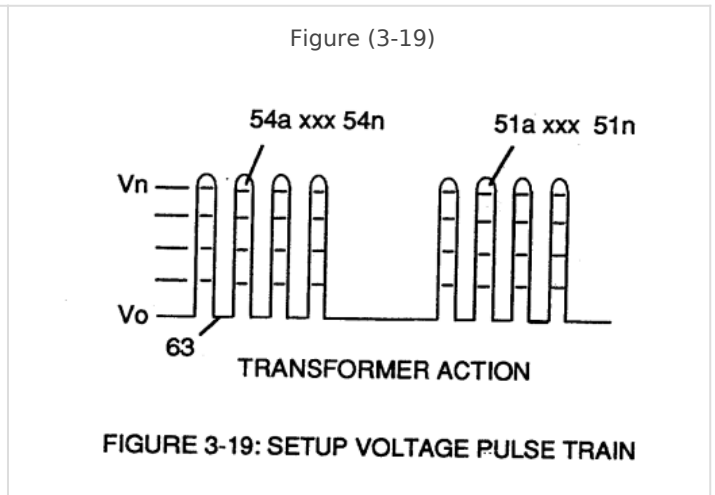 Figure (3-19)
54a xxx 54n
51a xxx 51n
Vn
Vo
63
TRANSFORMER ACTION
FIGURE 3-19: SETUP VOLTAGE PULSE TRAIN